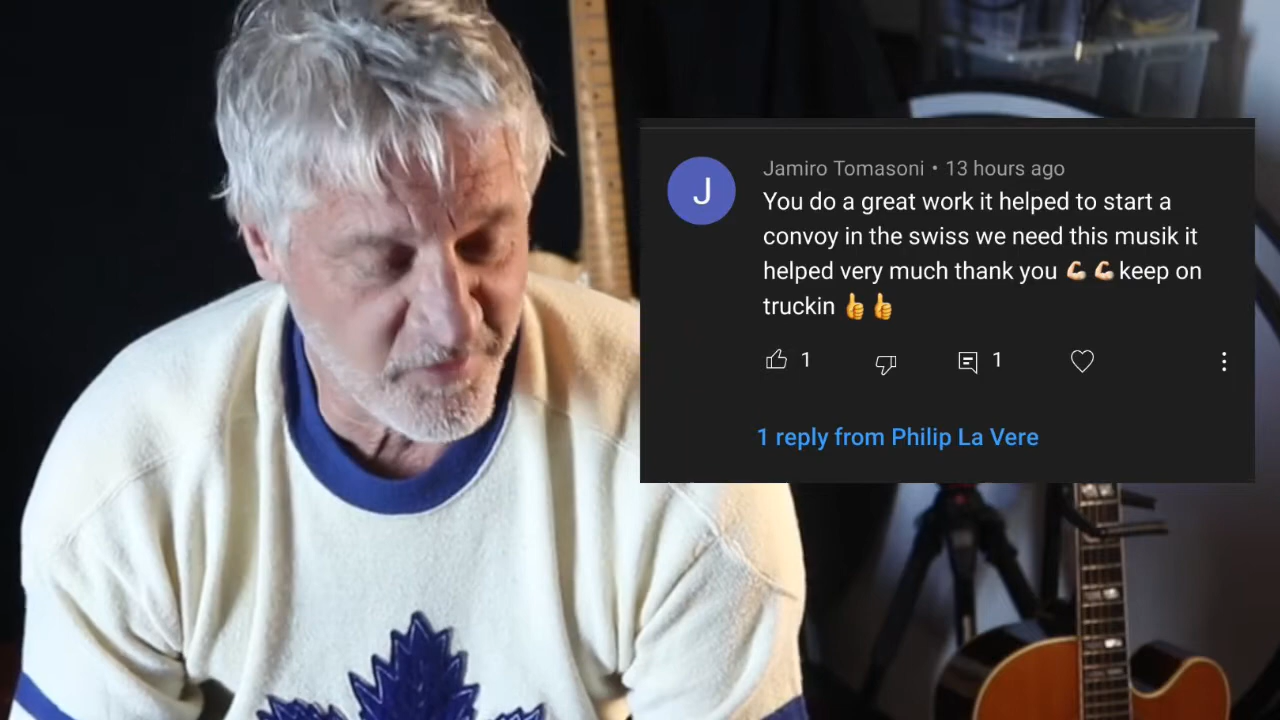 J
Jamiro Tomasoni • 13 hours ago
You do a great work it helped to start a
convoy in the swiss we need this musik it
helped very much thank you 💪🏻 💪🏻 keep on
truckin 👍 👍
1
1
1 reply from Philip La Vere